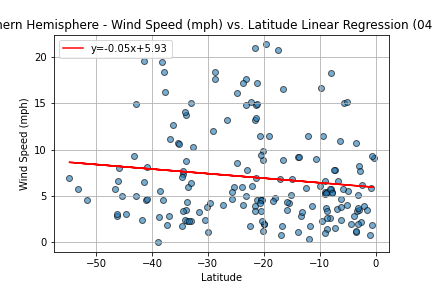 hern Hemisphere - Wind Speed (mph) vs. Latitude Linear Regression (04
y=-0.05x+5.93
Wind Speed (mph)
20
15
10
5
0
−50 −40 −30 −20 −10 0
Latitude